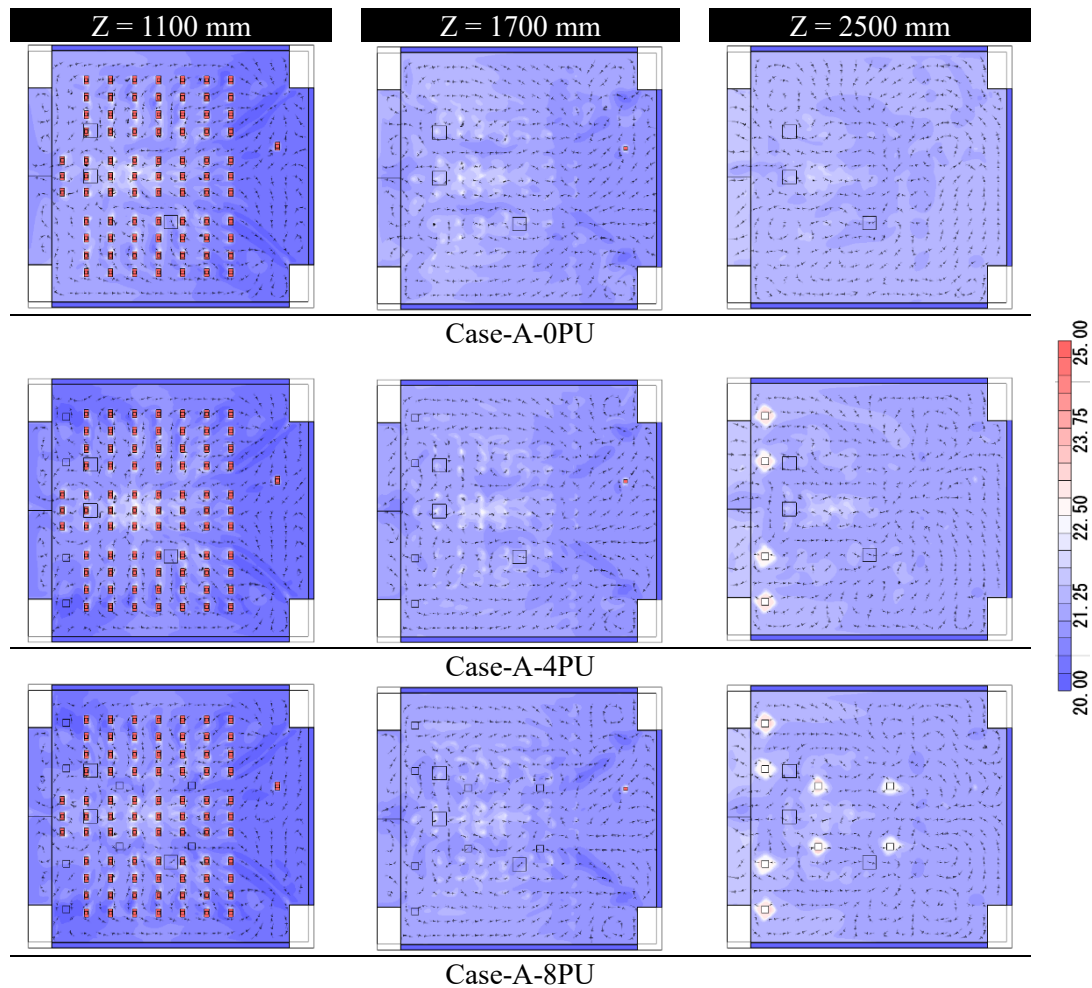 Z = 1100 mm
Z = 1700 mm
Z = 2500 mm
Case-A-0PU
Case-A-4PU
Case-A-8PU
25.00
23.75
22.50
21.25
20.00